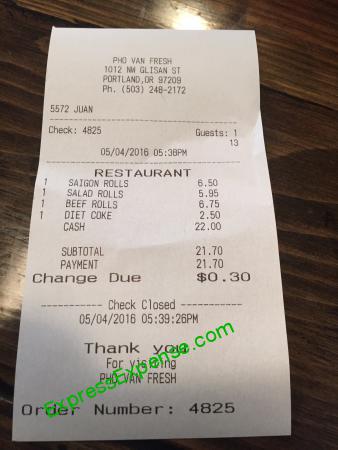 PHO VAN FRESH
1012 NW GLISAN ST
PORTLAND,OR 97209
Ph. (503) 248-2172
5572 JUAN
Check: 4825 Guests: 1
13
05/04/2016 05:38PM
RESTAURANT
1 SAIGON ROLLS 6.50
1 SALAD ROLLS 5.95
1 BEEF ROLLS 6.75
1 DIET COKE 2.50
CASH 22.00
SUBTOTAL 21.70
PAYMENT 21.70
Change Due $0.30
------------ Check Closed ------------
05/04/2016 05:39:26PM
Thank you.
For visiting
PHO VAN FRESH
Order Number: 4825
ExpressExpense.com